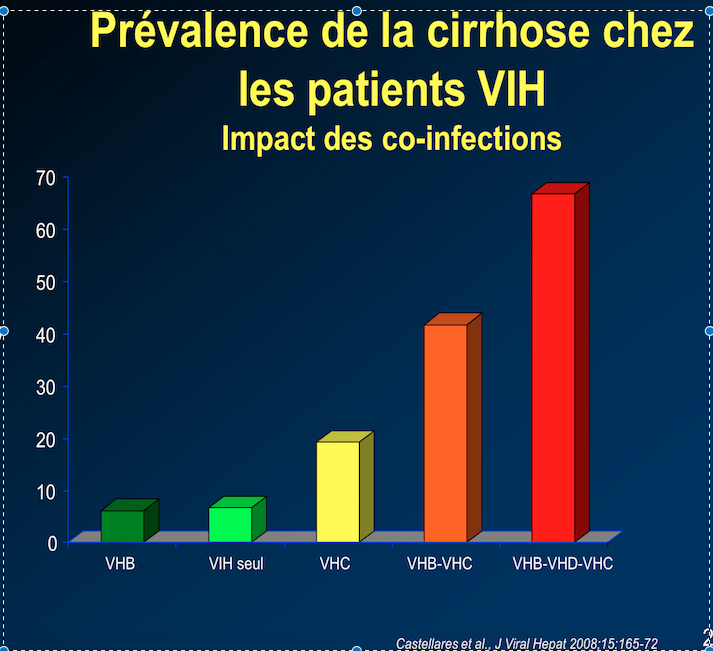 Prévalence de la cirrhose chez
les patients VIH
Impact des co-infections
70
60
50
40
30
20
10
0
VHB
VIH seul
VHC
VHB-VHC
VHB-VHD-VHC
Castellares et al., J Viral Hepat 2008;15:165-72